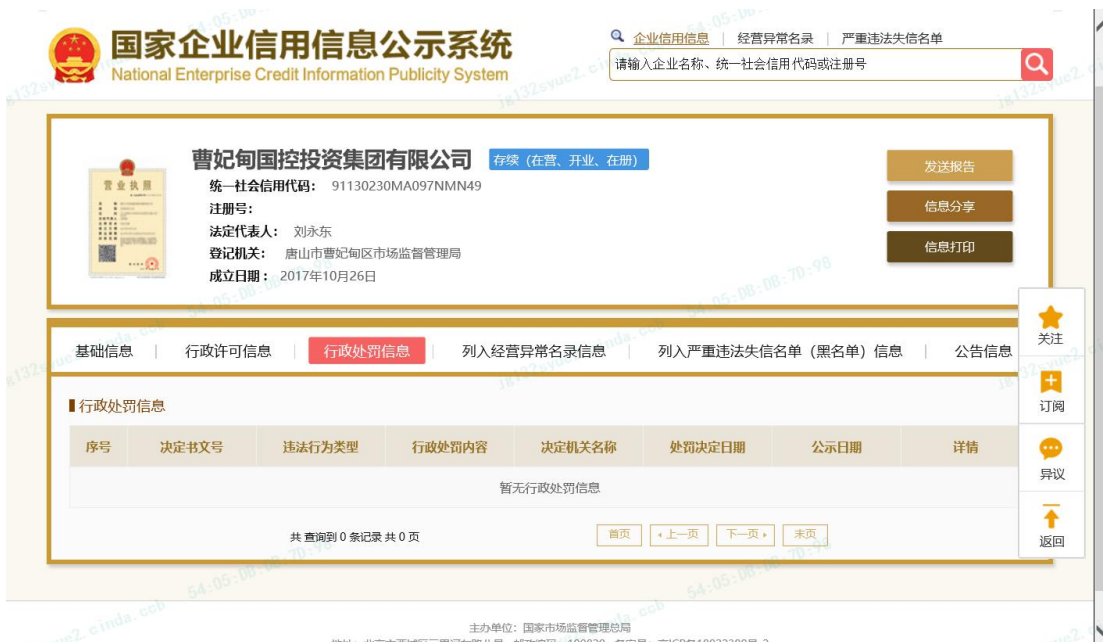 国家企业信用信息公示系统
National Enterprise Credit Information Publicity System
企业信用信息 | 经营异常名录 | 严重违法失信名单
请输入企业名称、统一社会信用代码或注册号
曹妃甸国控投资集团有限公司 存续（在营、开业、在册）
统一社会信用代码： 91130230MA097NMN49
注册号：
法定代表人： 刘永东
登记机关： 唐山市曹妃甸区市场监督管理局
成立日期： 2017年10月26日
营业执照
发送报告
信息分享
信息打印
基础信息 | 行政许可信息 | 行政处罚信息 | 列入经营异常名录信息 | 列入严重违法失信名单（黑名单）信息 | 公告信息
关注
订阅
异议
返回
行政处罚信息
序号 决定书文号 违法行为类型 行政处罚内容 决定机关名称 处罚决定日期 公示日期 详情
暂无行政处罚信息
共 查询到 0 条记录 共 0 页
首页 上一页 下一页 末页
主办单位：国家市场监督管理总局